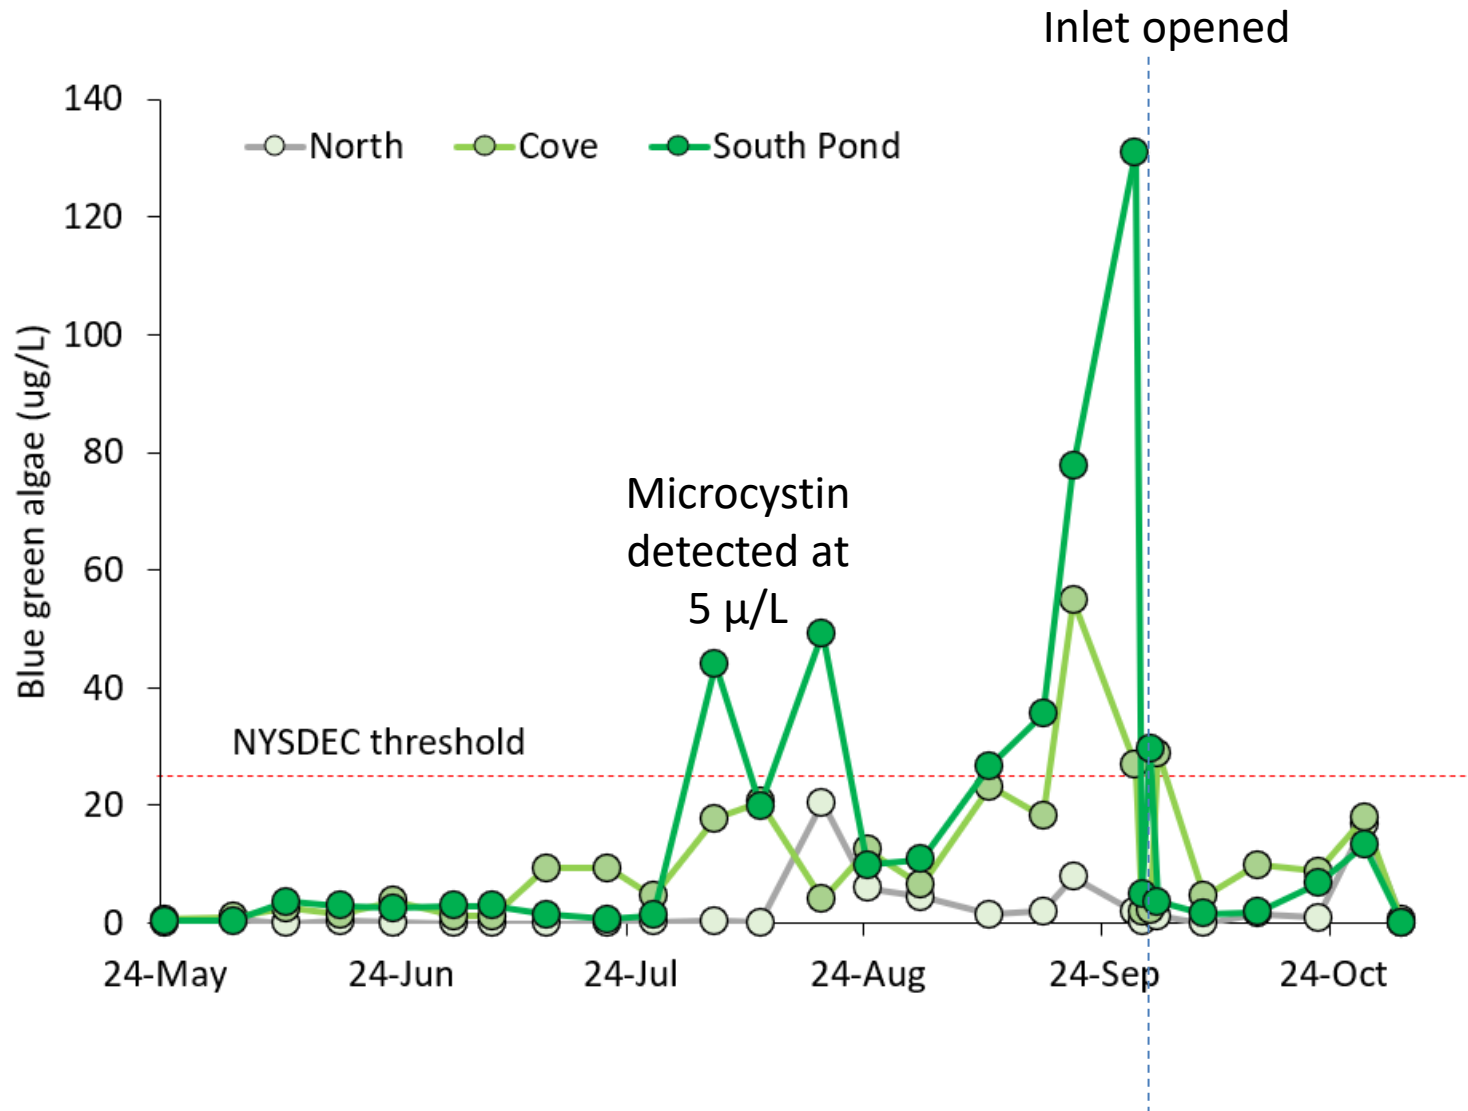 Inlet opened
140
North Cove South Pond
120
100
80
Microcystin
detected at
60
5 µ/L
40
NYSDEC threshold
20
0
Blue green algae (ug/L)
24-May 24-Jun 24-Jul 24-Aug 24-Sep 24-Oct